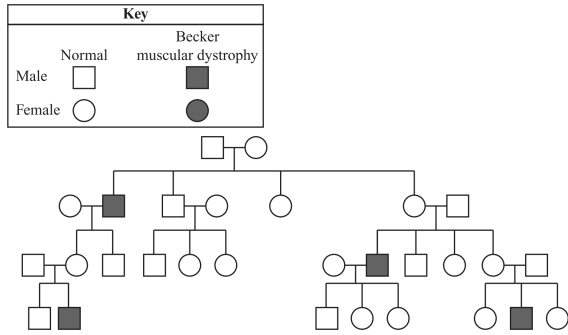 Key
Becker
Normal muscular dystrophy
Male
Female